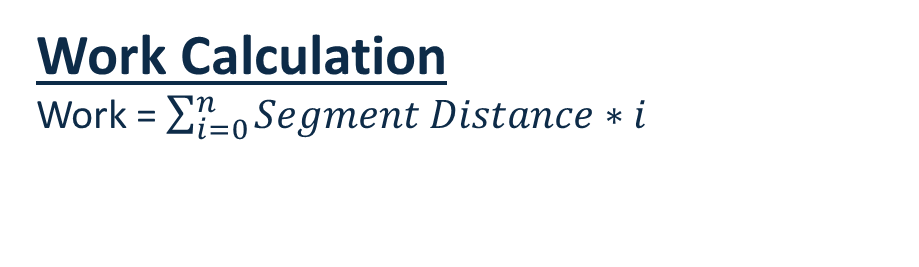 Work Calculation
Work = ∑ⁿᵢ₌₀ Segment Distance * i